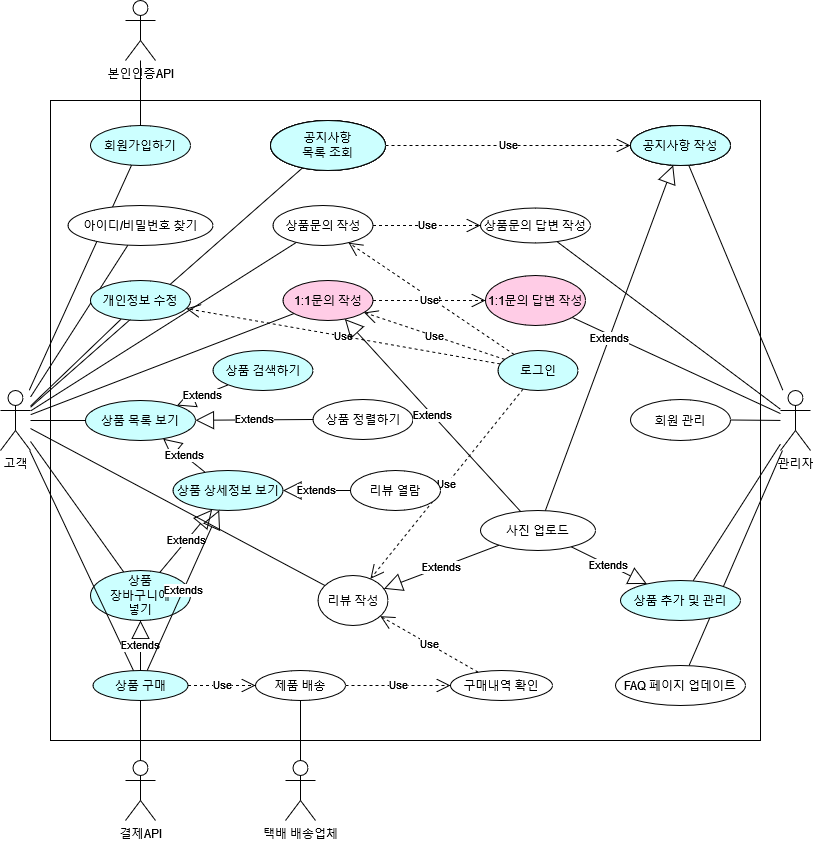 본인인증API
회원가입하기
공지사항
목록 조회
Use
공지사항 작성
아이디/비밀번호 찾기
상품문의 작성
Use
상품문의 답변 작성
개인정보 수정
1:1문의 작성
Use
1:1문의 답변 작성
Use
Use
Extends
상품 검색하기
로그인
Extends
상품 목록 보기
Extends
상품 정렬하기
Extends
회원 관리
고객
관리자
Extends
상품 상세정보 보기
Extends
리뷰 열람
Use
사진 업로드
Extends
Extends
Extends
상품
장바구니에
넣기
Extends
리뷰 작성
상품 추가 및 관리
Extends
Use
상품 구매
Use
제품 배송
Use
구매내역 확인
FAQ 페이지 업데이트
결제API
택배 배송업체